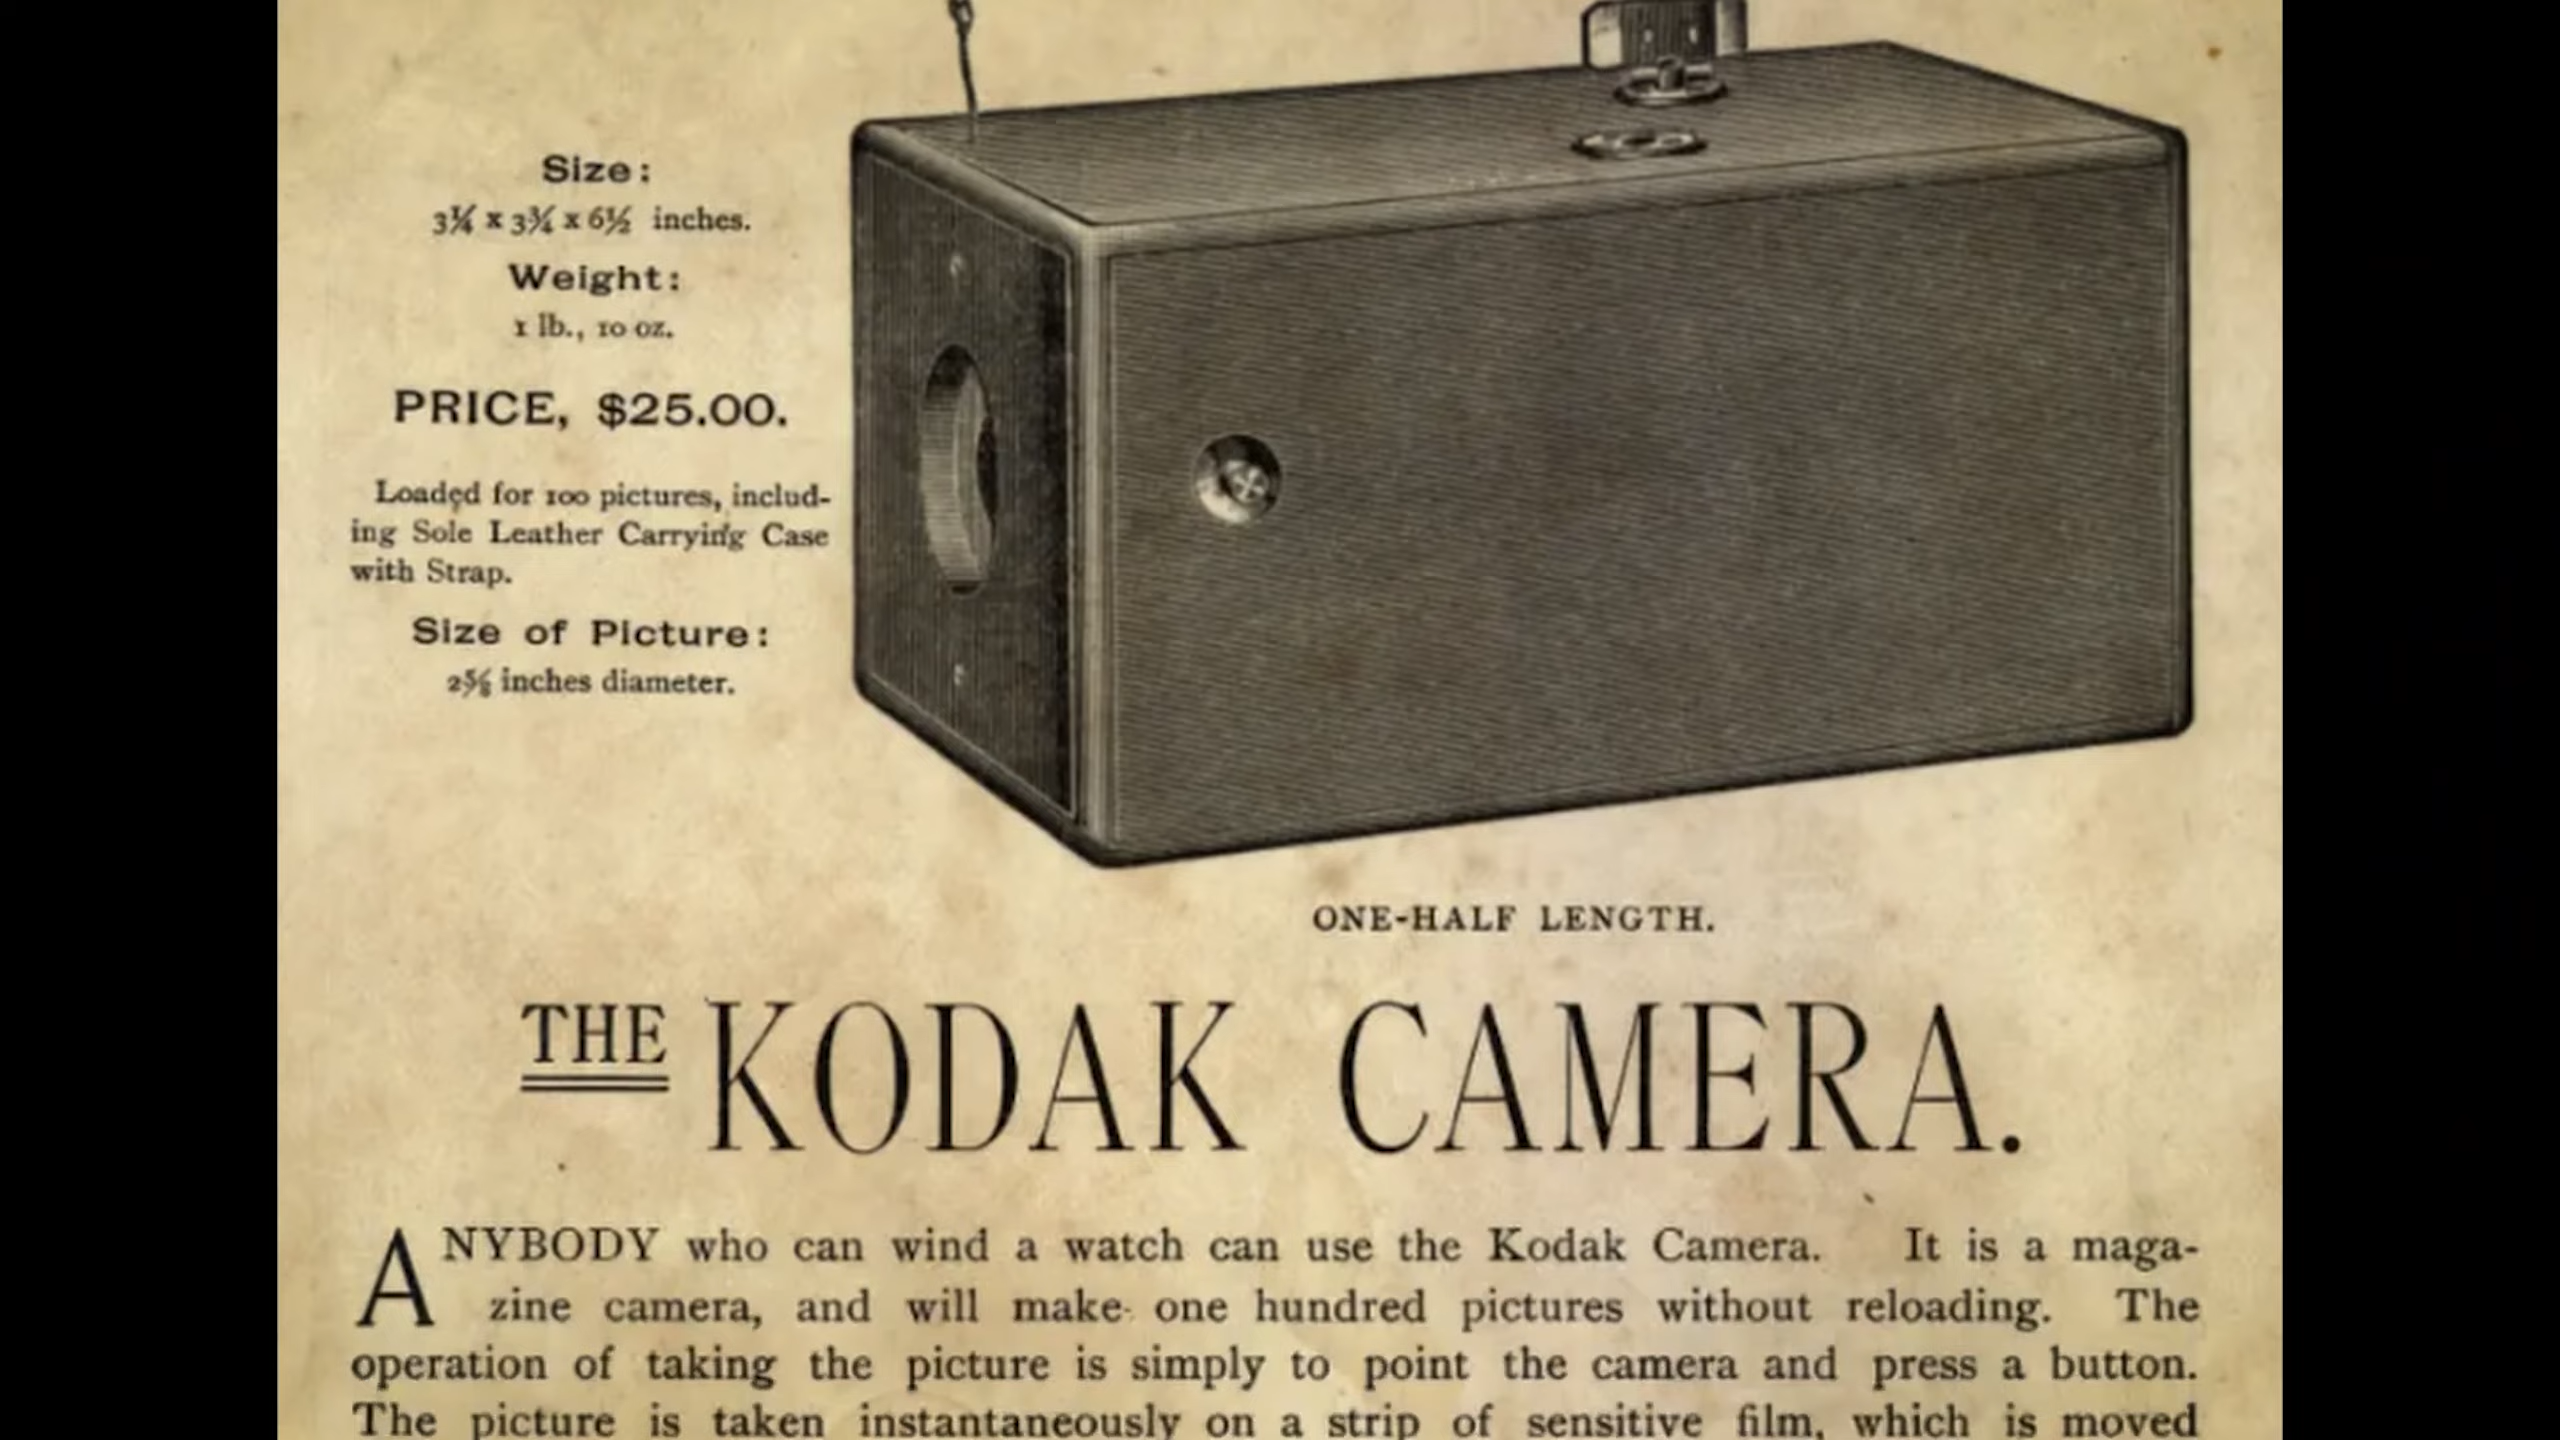 Size:
3¼ x 3¾ x 6½ inches.
Weight:
1 lb., 10 oz.
PRICE, $25.00.
Loaded for 100 pictures, includ-
ing Sole Leather Carrying Case
with Strap.
Size of Picture:
2⅝ inches diameter.
ONE-HALF LENGTH.
THE KODAK CAMERA.
ANYBODY who can wind a watch can use the Kodak Camera. It is a maga-
zine camera, and will make one hundred pictures without reloading. The
operation of taking the picture is simply to point the camera and press a button.
The picture is taken instantaneously on a strip of sensitive film, which is moved